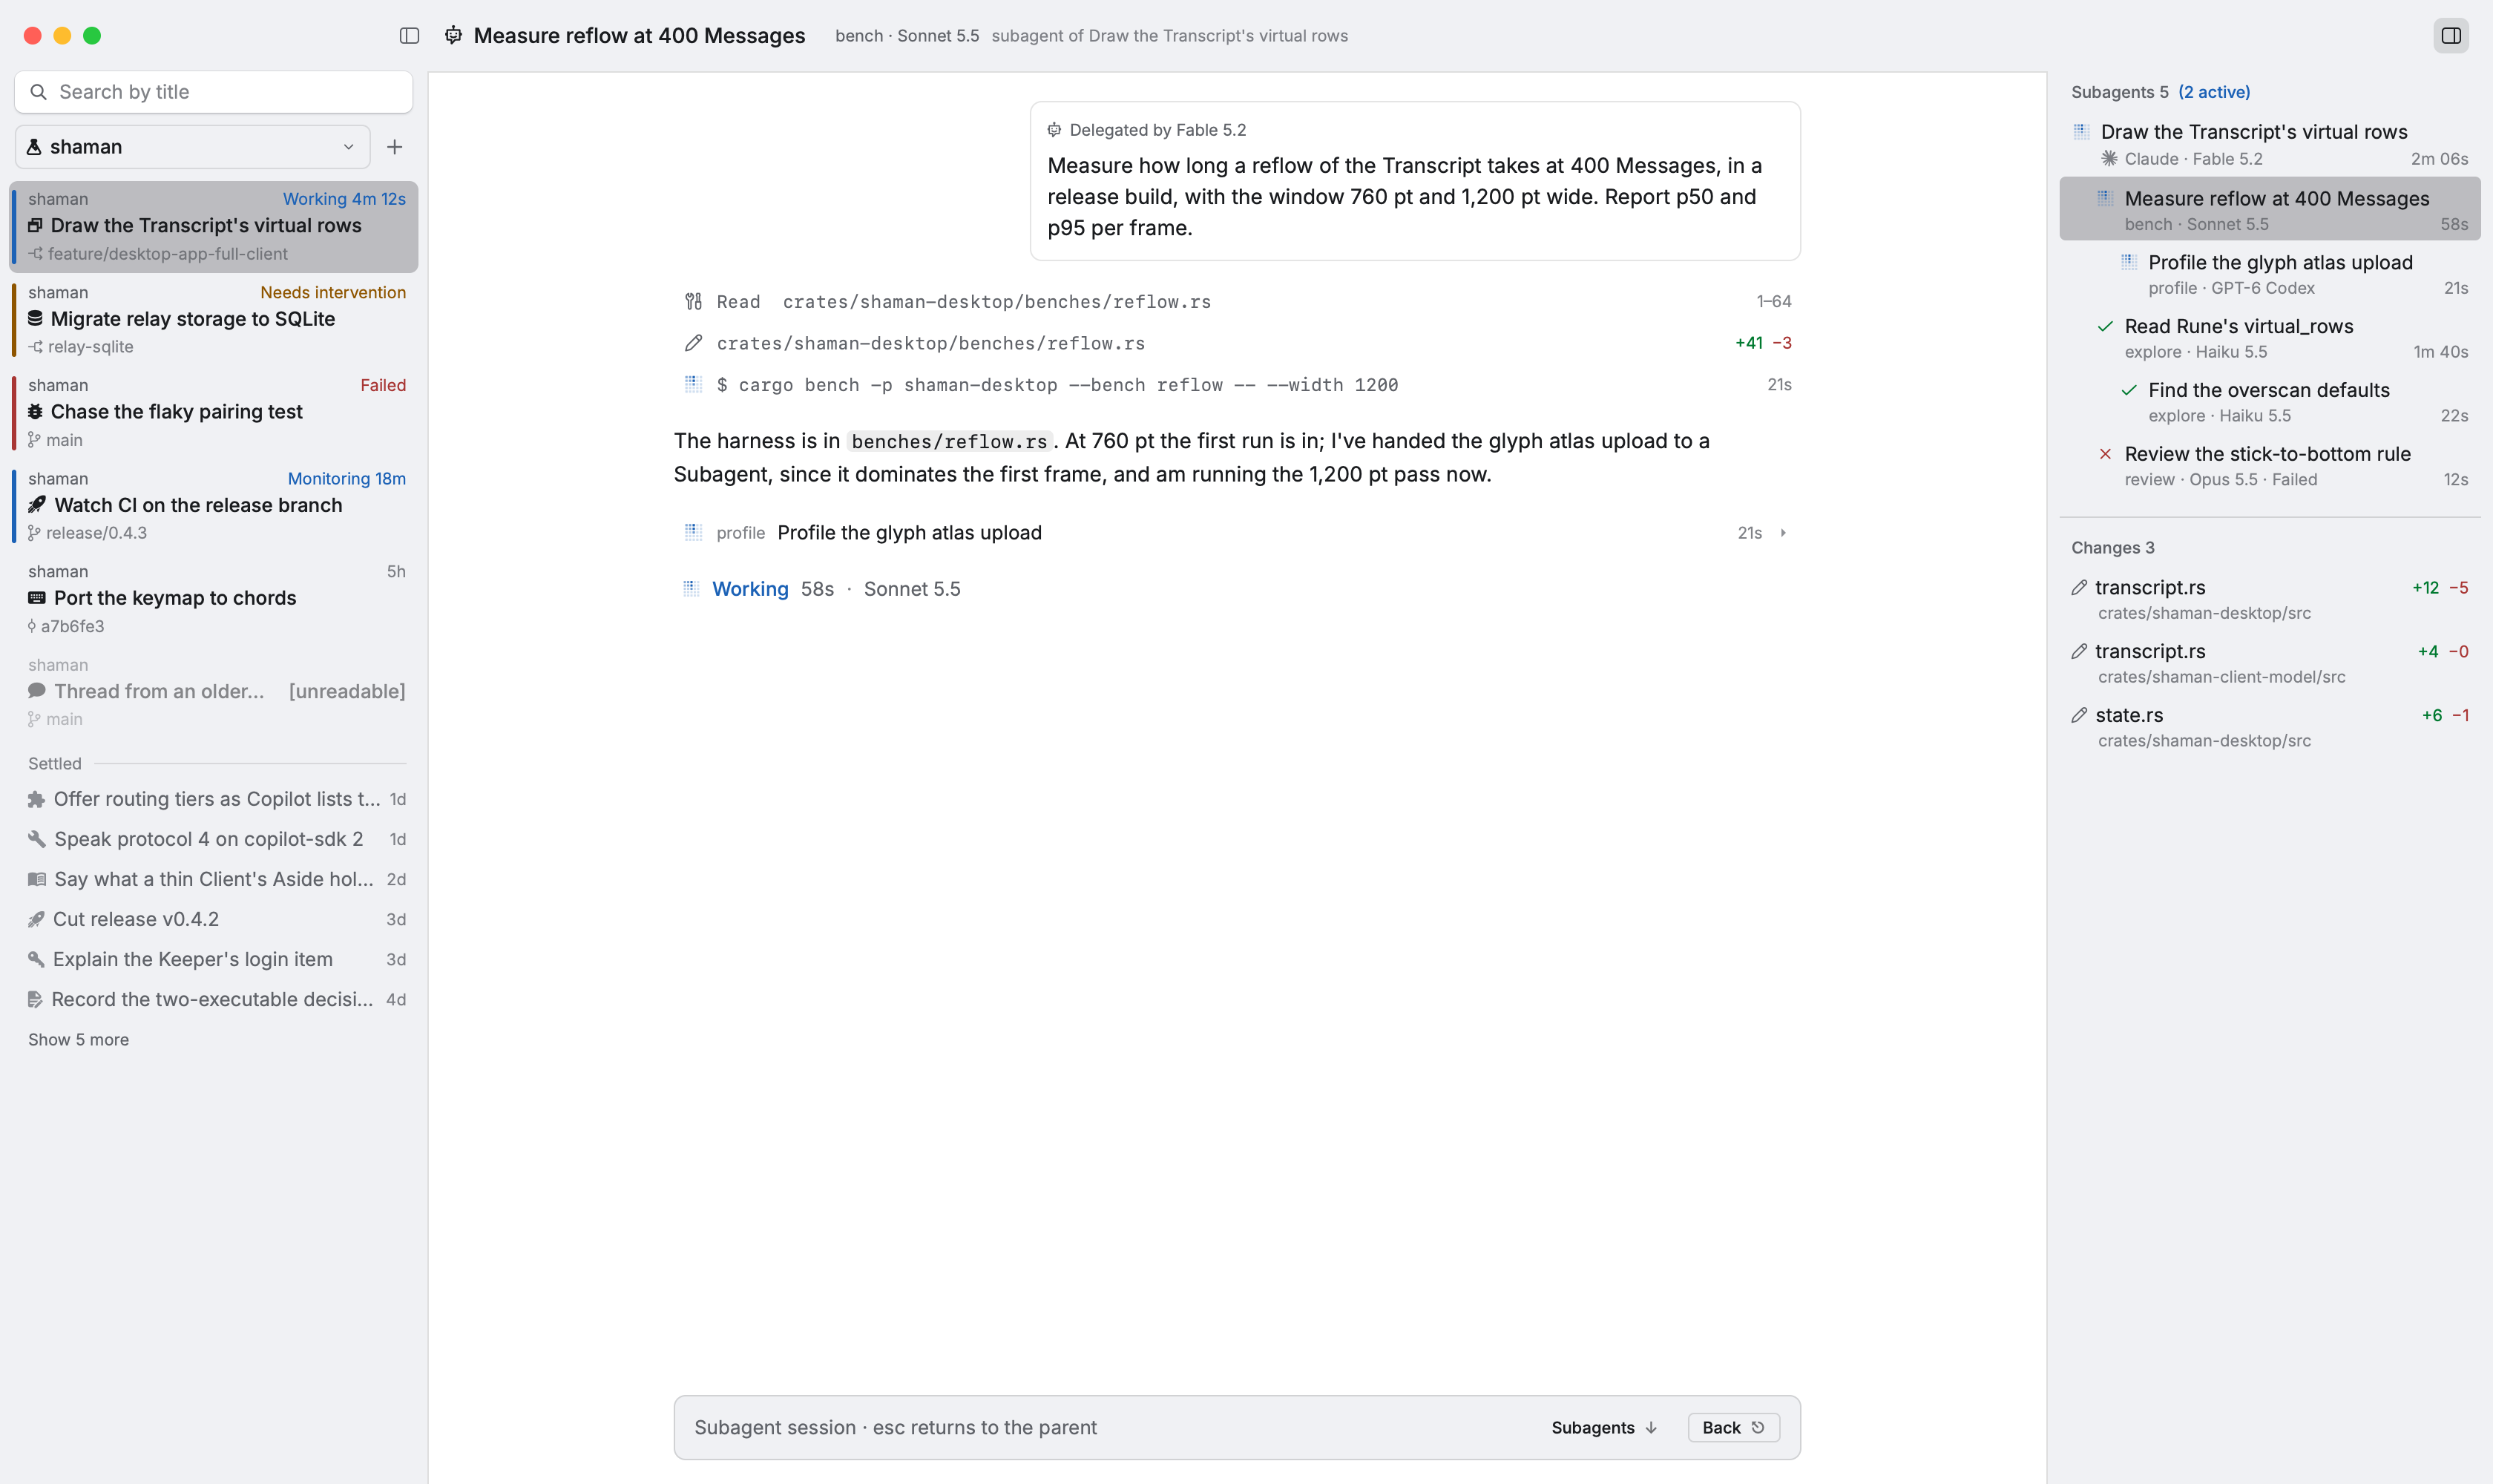 Measure reflow at 400 Messages bench · Sonnet 5.5 subagent of Draw the Transcript's virtual rows
Search by title
shaman
shaman Working 4m 12s
Draw the Transcript's virtual rows
feature/desktop-app-full-client
shaman Needs intervention
Migrate relay storage to SQLite
relay-sqlite
shaman Failed
Chase the flaky pairing test
main
shaman Monitoring 18m
Watch CI on the release branch
release/0.4.3
shaman 5h
Port the keymap to chords
a7b6fe3
shaman
Thread from an older... [unreadable]
main
Settled
Offer routing tiers as Copilot lists t... 1d
Speak protocol 4 on copilot-sdk 2 1d
Say what a thin Client's Aside hol... 2d
Cut release v0.4.2 3d
Explain the Keeper's login item 3d
Record the two-executable decisi... 4d
Show 5 more
Delegated by Fable 5.2
Measure how long a reflow of the Transcript takes at 400 Messages, in a
release build, with the window 760 pt and 1,200 pt wide. Report p50 and
p95 per frame.
Read crates/shaman-desktop/benches/reflow.rs 1–64
crates/shaman-desktop/benches/reflow.rs +41 −3
$ cargo bench -p shaman-desktop --bench reflow -- --width 1200 21s
The harness is in benches/reflow.rs. At 760 pt the first run is in; I've handed the glyph atlas upload to a
Subagent, since it dominates the first frame, and am running the 1,200 pt pass now.
profile Profile the glyph atlas upload 21s
Working 58s · Sonnet 5.5
Subagent session · esc returns to the parent Subagents ↓ Back
Subagents 5 (2 active)
Draw the Transcript's virtual rows
Claude · Fable 5.2 2m 06s
Measure reflow at 400 Messages
bench · Sonnet 5.5 58s
Profile the glyph atlas upload
profile · GPT-6 Codex 21s
Read Rune's virtual_rows
explore · Haiku 5.5 1m 40s
Find the overscan defaults
explore · Haiku 5.5 22s
Review the stick-to-bottom rule
review · Opus 5.5 · Failed 12s
Changes 3
transcript.rs +12 −5
crates/shaman-desktop/src
transcript.rs +4 −0
crates/shaman-client-model/src
state.rs +6 −1
crates/shaman-desktop/src